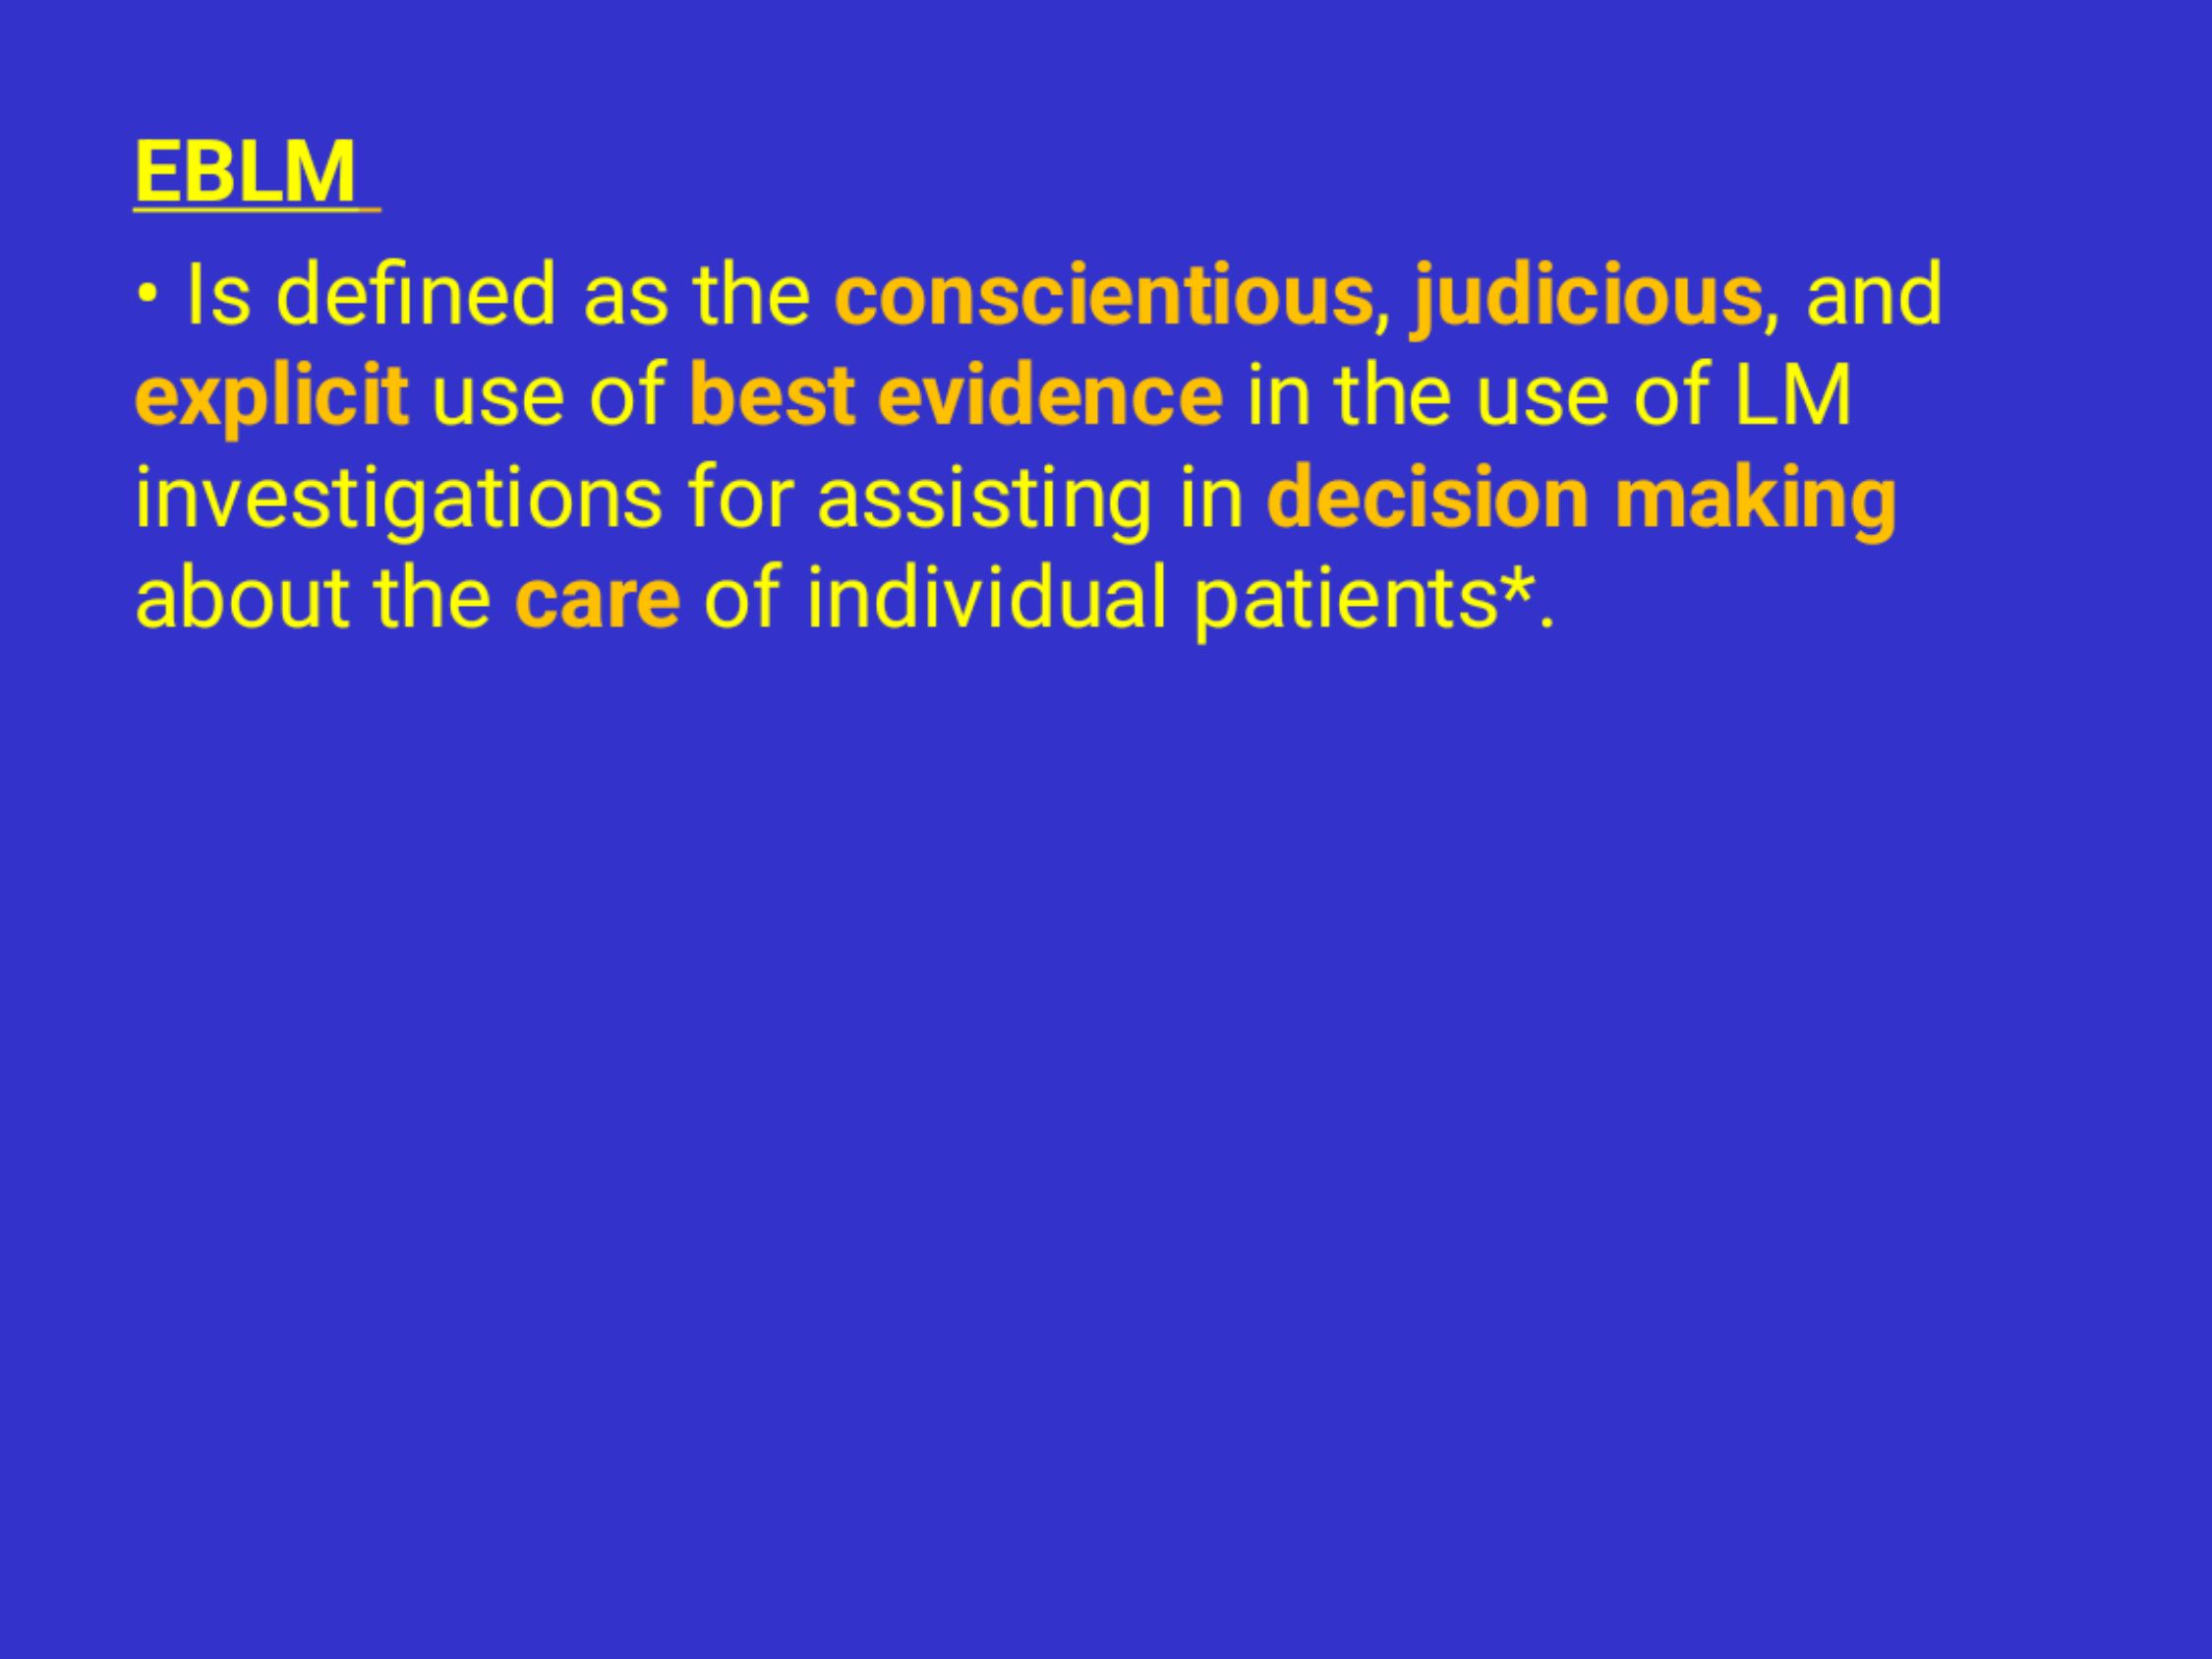 EBLM
• Is defined as the conscientious, judicious, and
explicit use of best evidence in the use of LM
investigations for assisting in decision making
about the care of individual patients*.